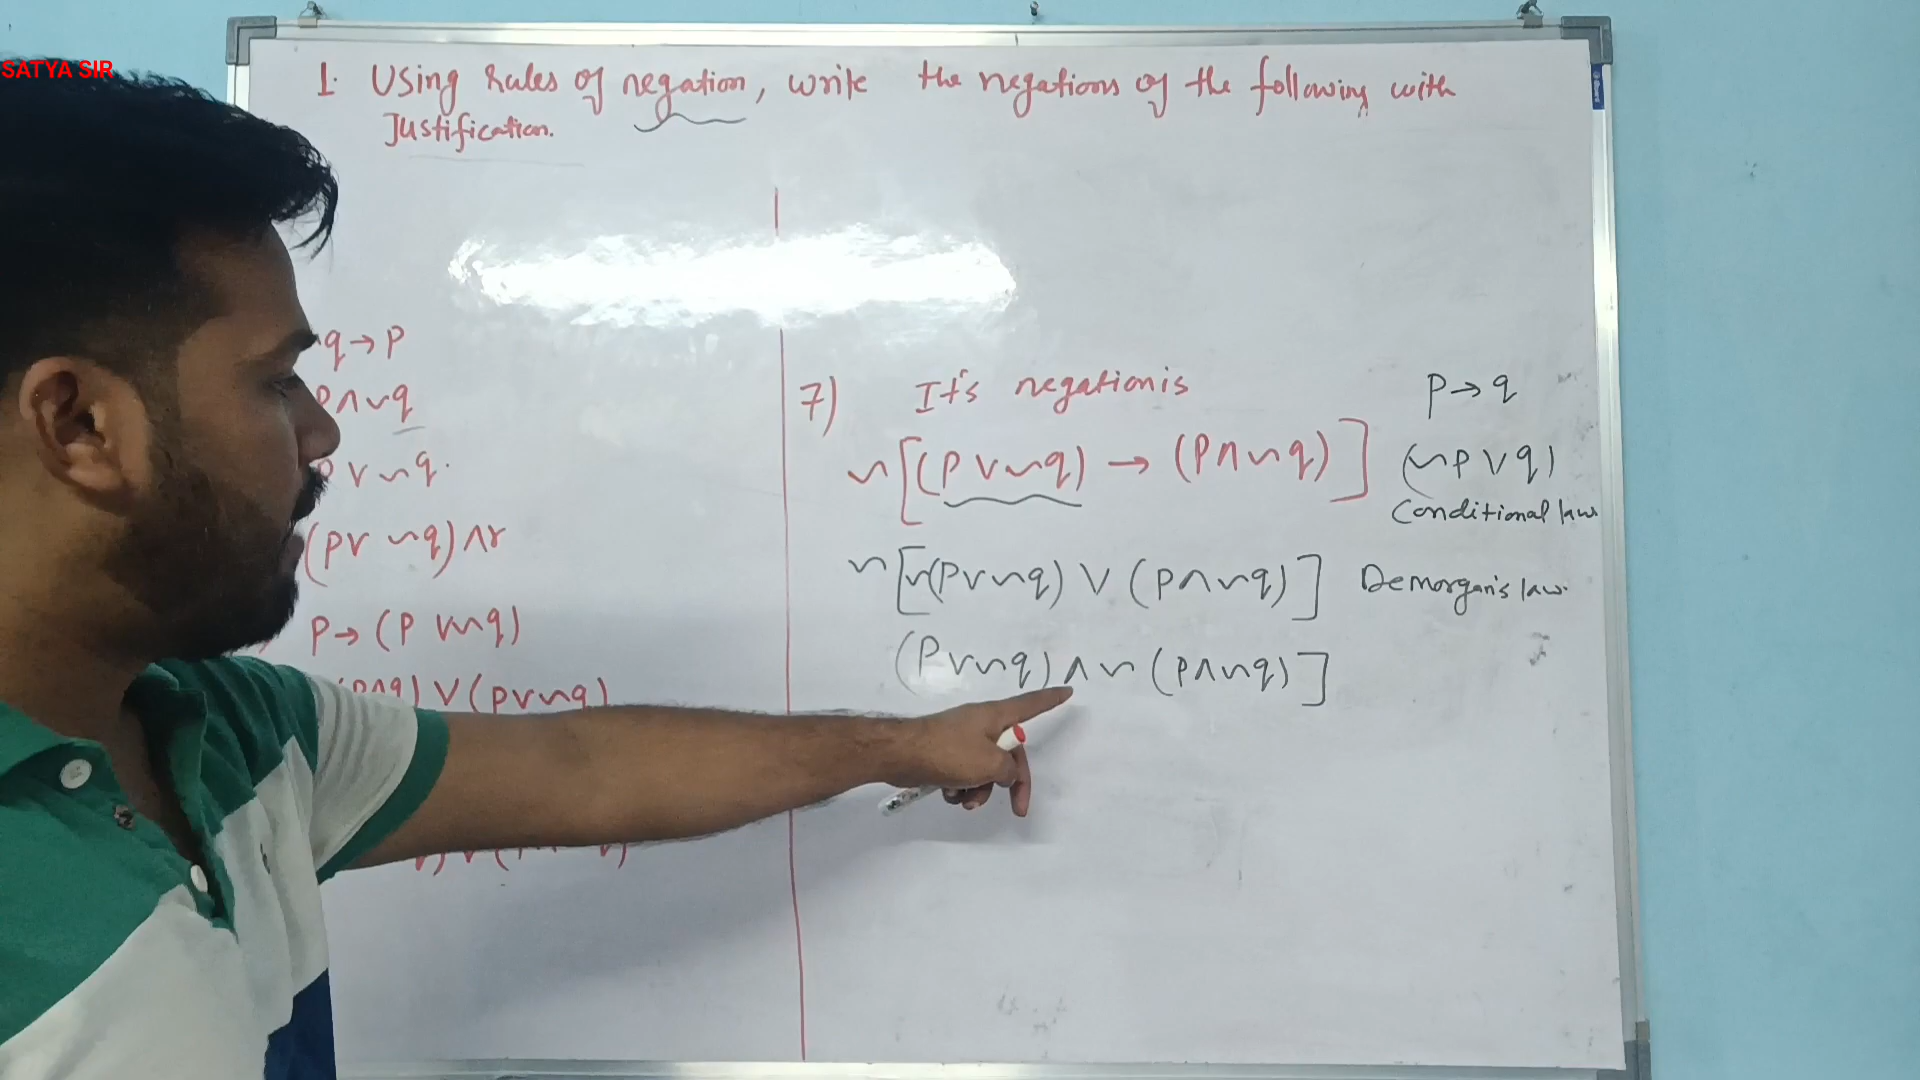 SATYA SIR
1. Using Rules of negation, write the negations of the following with
Justification.
q→p
p∧~q
p∨~q.
(p∨~q)∧r
p→(p∨~q)
(p∧q)∨(p∨~q)
7) It's negation is
~[(p∨~q)→(p∧~q)]
~[~(p∨~q)∨(p∧~q)]
(p∨~q)∧~(p∧~q)]
p→q
(~p∨q)
Conditional law
Demorgan's law.